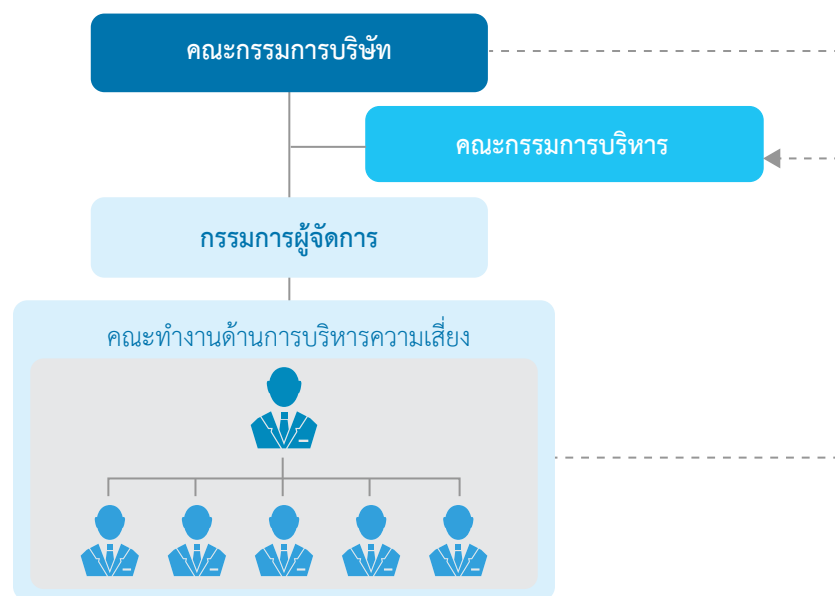 คณะกรรมการบริษัท
คณะกรรมการบริหาร
กรรมการผู้จัดการ
คณะทำงานด้านการบริหารความเสี่ยง